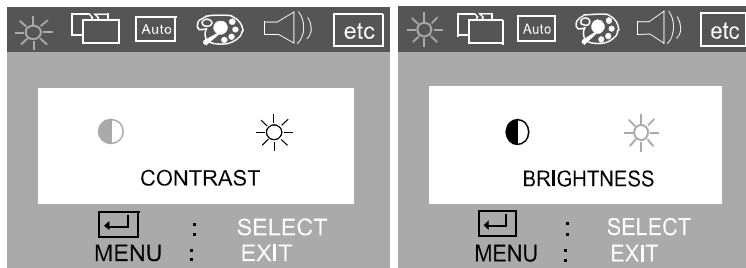 Auto etc
CONTRAST
: SELECT
MENU : EXIT
Auto etc
BRIGHTNESS
: SELECT
MENU : EXIT